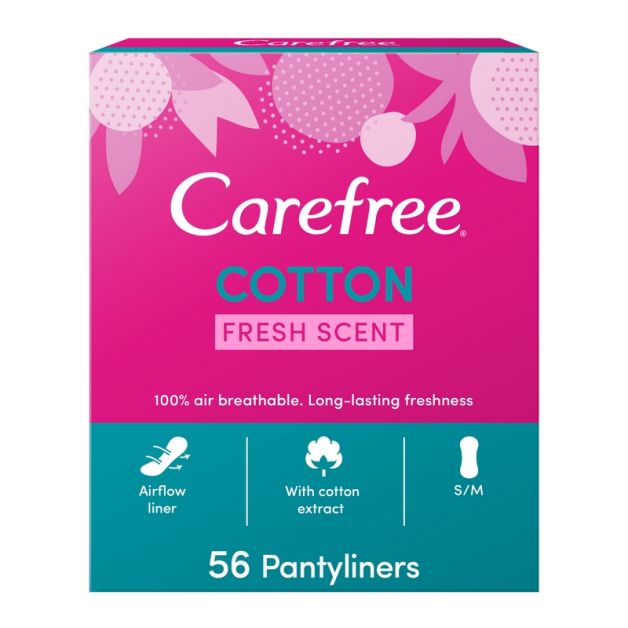 Carefree
Carefree®
COTTON
FRESH SCENT
100% air breathable. Long-lasting freshness
Airflow
liner
With cotton
extract
S/M
56 Pantyliners